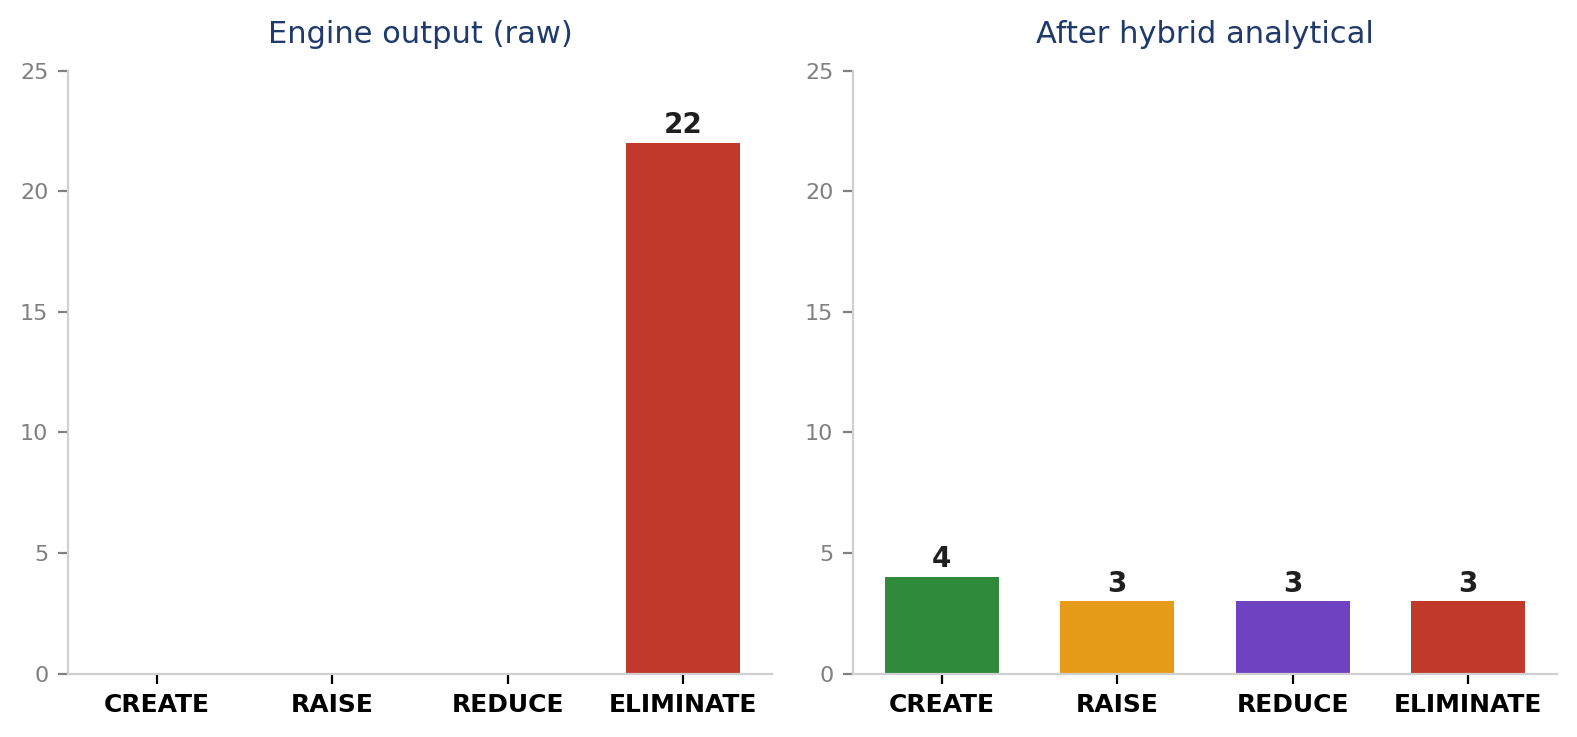 Engine output (raw)
25
20
15
10
5
0
22
CREATE
RAISE
REDUCE
ELIMINATE
After hybrid analytical
25
20
15
10
5
0
4
3
3
3
CREATE
RAISE
REDUCE
ELIMINATE